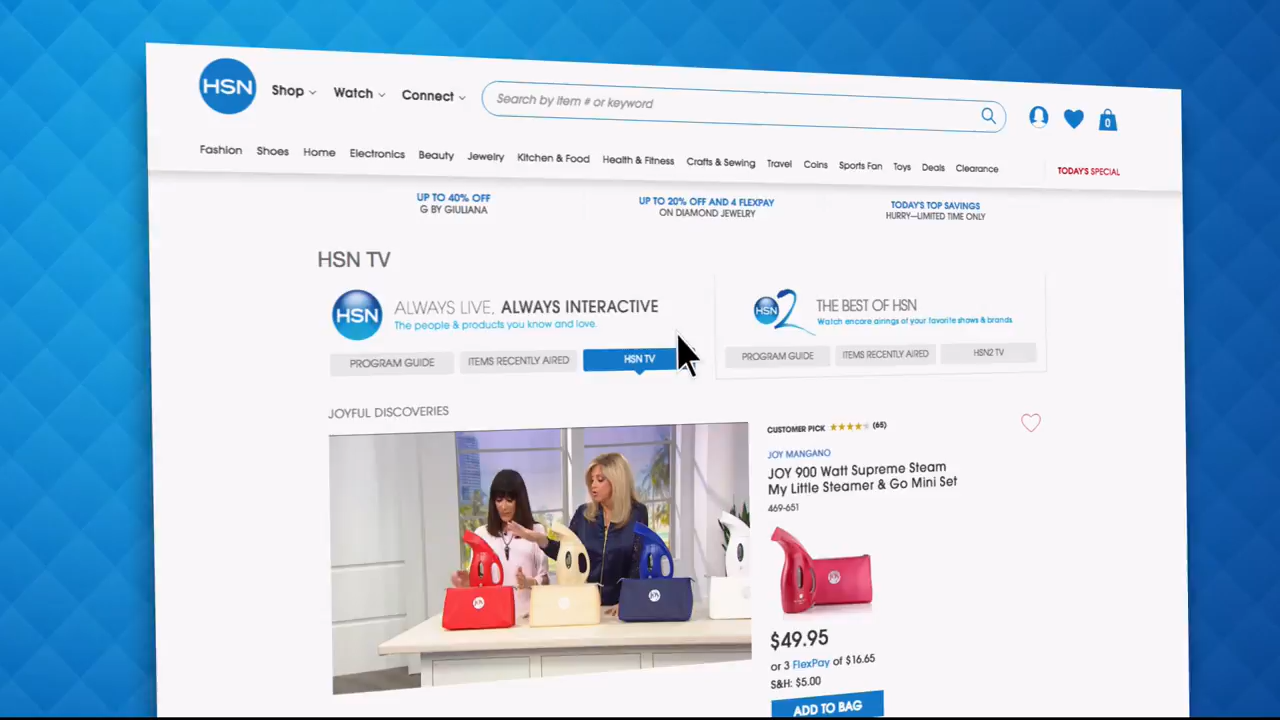 HSN
Shop
Watch
Connect
Search by item # or keyword
0
Fashion
Shoes
Home
Electronics
Beauty
Jewelry
Kitchen & Food
Health & Fitness
Crafts & Sewing
Travel
Coins
Sports Fan
Toys
Deals
Clearance
TODAY'S SPECIAL
UP TO 40% OFF
G BY GIULIANA
UP TO 20% OFF AND 4 FLEXPAY
ON DIAMOND JEWELRY
TODAY'S TOP SAVINGS
HURRY—LIMITED TIME ONLY
HSN TV
HSN
ALWAYS LIVE, ALWAYS INTERACTIVE
The people & products you know and love.
PROGRAM GUIDE
ITEMS RECENTLY AIRED
HSN TV
HSN2
THE BEST OF HSN
Watch encore airings of your favorite shows & brands.
PROGRAM GUIDE
ITEMS RECENTLY AIRED
HSN2 TV
JOYFUL DISCOVERIES
CUSTOMER PICK (65)
JOY MANGANO
JOY 900 Watt Supreme Steam
My Little Steamer & Go Mini Set
469-651
JOY
JOY
JOY
$49.95
or 3 FlexPay of $16.65
S&H: $5.00
ADD TO BAG